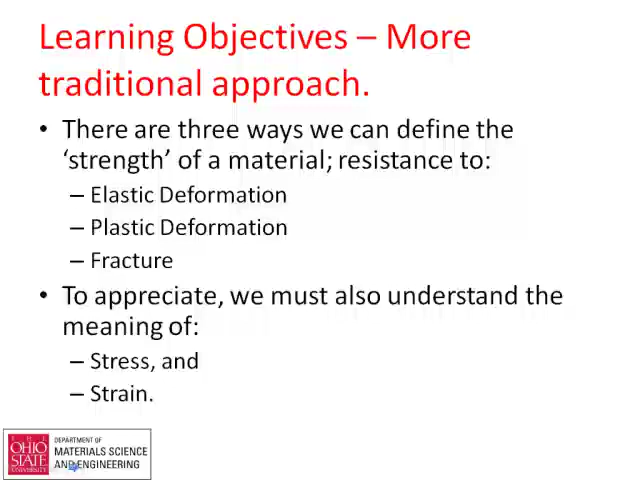 Learning Objectives – More
traditional approach.
• There are three ways we can define the
‘strength’ of a material; resistance to:
– Elastic Deformation
– Plastic Deformation
– Fracture
• To appreciate, we must also understand the
meaning of:
– Stress, and
– Strain.
T H E
OHIO
STATE
UNIVERSITY
DEPARTMENT OF
MATERIALS SCIENCE
AND ENGINEERING